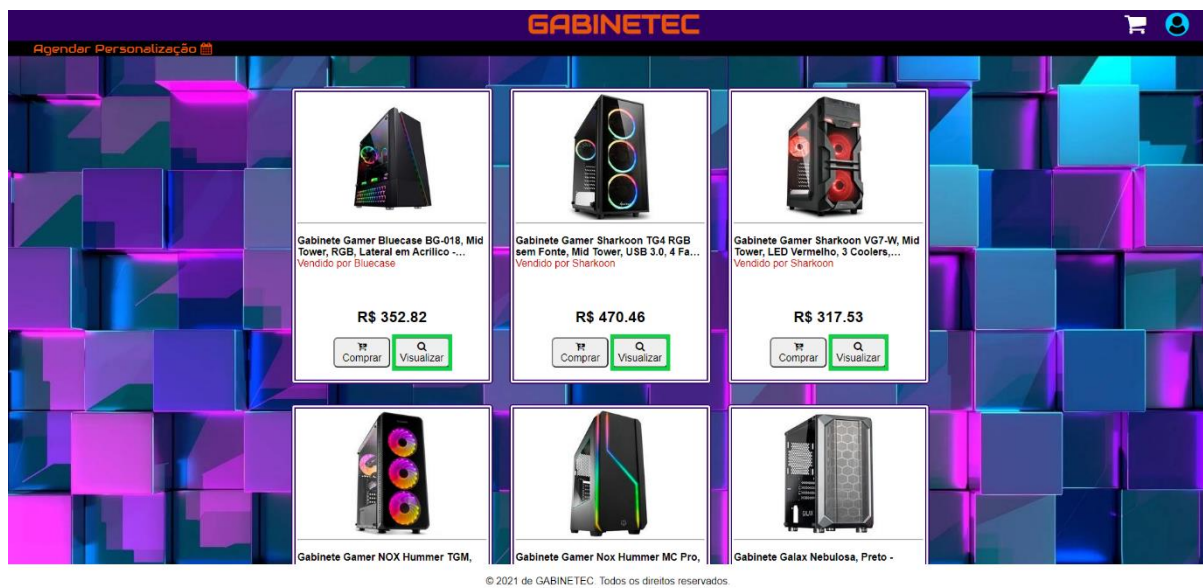 GABINETEC
Agendar Personalização
Gabinete Gamer Bluecase BG-018, Mid
Tower, RGB, Lateral em Acrilico -...
Vendido por Bluecase
R$ 352.82
Comprar
Visualizar
Gabinete Gamer Sharkoon TG4 RGB
sem Fonte, Mid Tower, USB 3.0, 4 Fa...
Vendido por Sharkoon
R$ 470.46
Comprar
Visualizar
Gabinete Gamer Sharkoon VG7-W, Mid
Tower, LED Vermelho, 3 Coolers,...
Vendido por Sharkoon
R$ 317.53
Comprar
Visualizar
Gabinete Gamer NOX Hummer TGM,
Gabinete Gamer Nox Hummer MC Pro,
Gabinete Galax Nebulosa, Preto -
© 2021 de GABINETEC. Todos os direitos reservados.